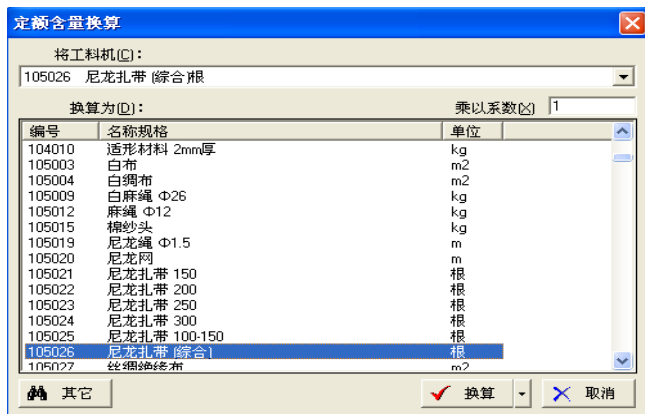 定额含量换算
将工料机(C)：
105026 尼龙扎带 (综合)根
换算为(D)： 乘以系数(X) 1
编号 名称规格 单位
104010 适形材料 2mm厚 kg
105003 白布 m2
105004 白绸布 m2
105009 白麻绳 Φ26 kg
105012 麻绳 Φ12 kg
105015 棉纱头 kg
105019 尼龙绳 Φ1.5 m
105020 尼龙网 m
105021 尼龙扎带 150 根
105022 尼龙扎带 200 根
105023 尼龙扎带 250 根
105024 尼龙扎带 300 根
105025 尼龙扎带 100-150 根
105026 尼龙扎带 (综合) 根
105027 丝绸绝缘布 m2
其它 换算 取消